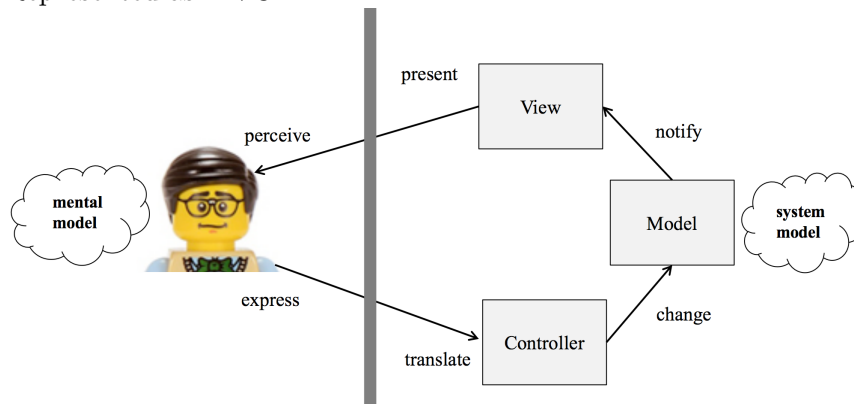 present
View
perceive
notify
mental
model
Model
system
model
express
change
translate
Controller